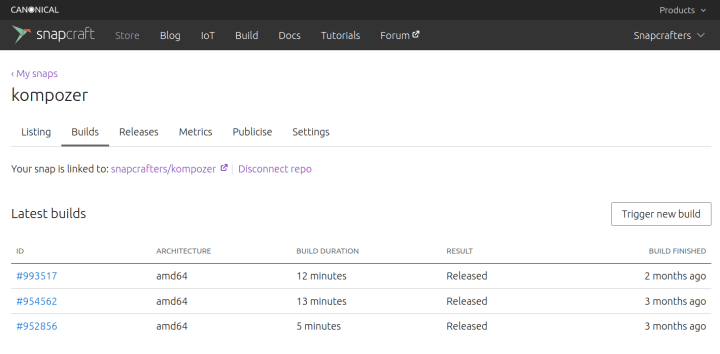 CANONICAL Products
snapcraft Store Blog IoT Build Docs Tutorials Forum Snapcrafters
‹ My snaps
kompozer
Listing Builds Releases Metrics Publicise Settings
Your snap is linked to: snapcrafters/kompozer Disconnect repo
Latest builds Trigger new build
ID ARCHITECTURE BUILD DURATION RESULT BUILD FINISHED
#993517 amd64 12 minutes Released 2 months ago
#954562 amd64 13 minutes Released 3 months ago
#952856 amd64 5 minutes Released 3 months ago